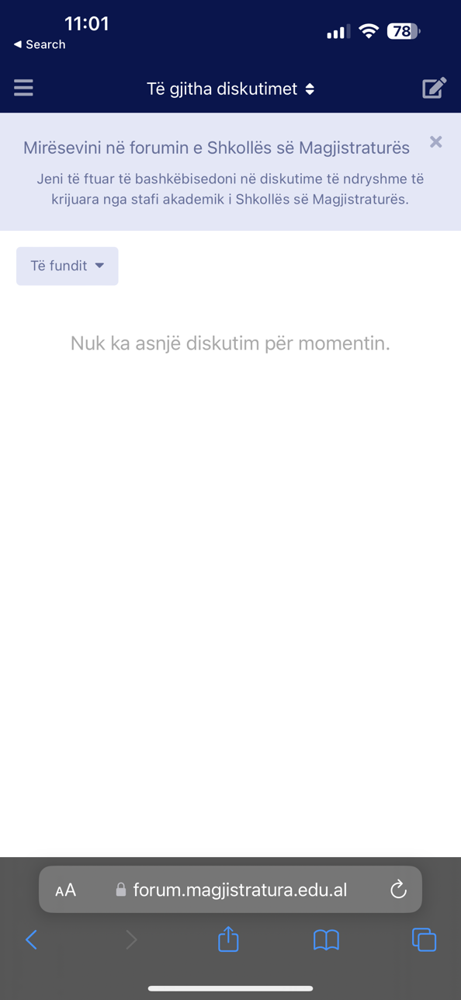 11:01
78
◀ Search
Të gjitha diskutimet
Mirësevini në forumin e Shkollës së Magjistraturës
Jeni të ftuar të bashkëbisedoni në diskutime të ndryshme të
krijuara nga stafi akademik i Shkollës së Magjistraturës.
Të fundit
Nuk ka asnjë diskutim për momentin.
AA
forum.magjistratura.edu.al